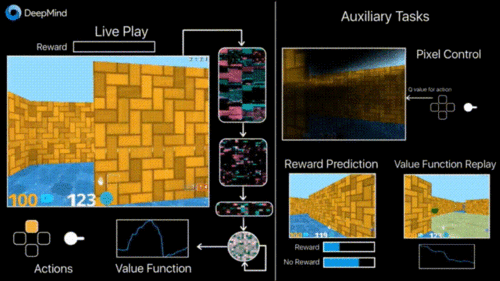 DeepMind
Live Play
Reward
100
123
Actions
Value Function
Auxiliary Tasks
Pixel Control
Q value for action
Reward Prediction
Value Function Replay
Reward
No Reward